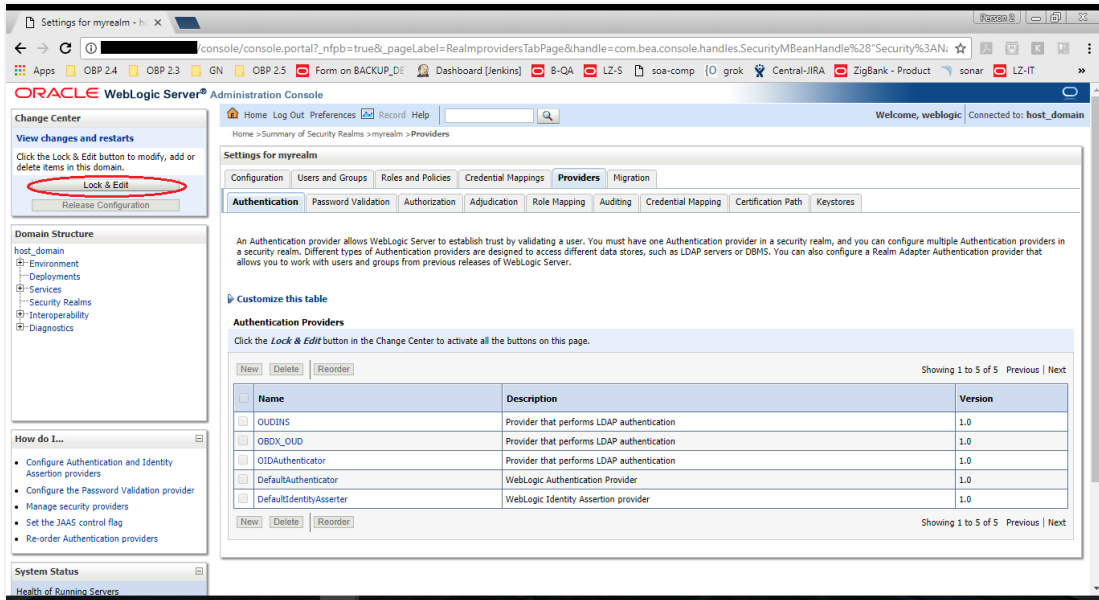 Settings for myrealm - h
Person 2
/console/console.portal?_nfpb=true&_pageLabel=RealmprovidersTabPage&handle=com.bea.console.handles.SecurityMBeanHandle%28"Security%3AN
Apps OBP 2.4 OBP 2.3 GN OBP 2.5 Form on BACKUP_DE Dashboard [Jenkins] B-QA LZ-S soa-comp grok Central-JIRA ZigBank - Product sonar LZ-IT »
ORACLE WebLogic Server® Administration Console
Change Center
View changes and restarts
Click the Lock & Edit button to modify, add or
delete items in this domain.
Lock & Edit
Release Configuration
Domain Structure
host_domain
Environment
Deployments
Services
Security Realms
Interoperability
Diagnostics
How do I...
• Configure Authentication and Identity
Assertion providers
• Configure the Password Validation provider
• Manage security providers
• Set the JAAS control flag
• Re-order Authentication providers
System Status
Health of Running Servers
Home Log Out Preferences Record Help
Welcome, weblogic Connected to: host_domain
Home >Summary of Security Realms >myrealm >Providers
Settings for myrealm
Configuration Users and Groups Roles and Policies Credential Mappings Providers Migration
Authentication Password Validation Authorization Adjudication Role Mapping Auditing Credential Mapping Certification Path Keystores
An Authentication provider allows WebLogic Server to establish trust by validating a user. You must have one Authentication provider in a security realm, and you can configure multiple Authentication providers in
a security realm. Different types of Authentication providers are designed to access different data stores, such as LDAP servers or DBMS. You can also configure a Realm Adapter Authentication provider that
allows you to work with users and groups from previous releases of WebLogic Server.
Customize this table
Authentication Providers
Click the Lock & Edit button in the Change Center to activate all the buttons on this page.
New Delete Reorder Showing 1 to 5 of 5 Previous | Next
Name Description Version
OUDINS Provider that performs LDAP authentication 1.0
OBDX_OUD Provider that performs LDAP authentication 1.0
OIDAuthenticator Provider that performs LDAP authentication 1.0
DefaultAuthenticator WebLogic Authentication Provider 1.0
DefaultIdentityAsserter WebLogic Identity Assertion provider 1.0
New Delete Reorder Showing 1 to 5 of 5 Previous | Next